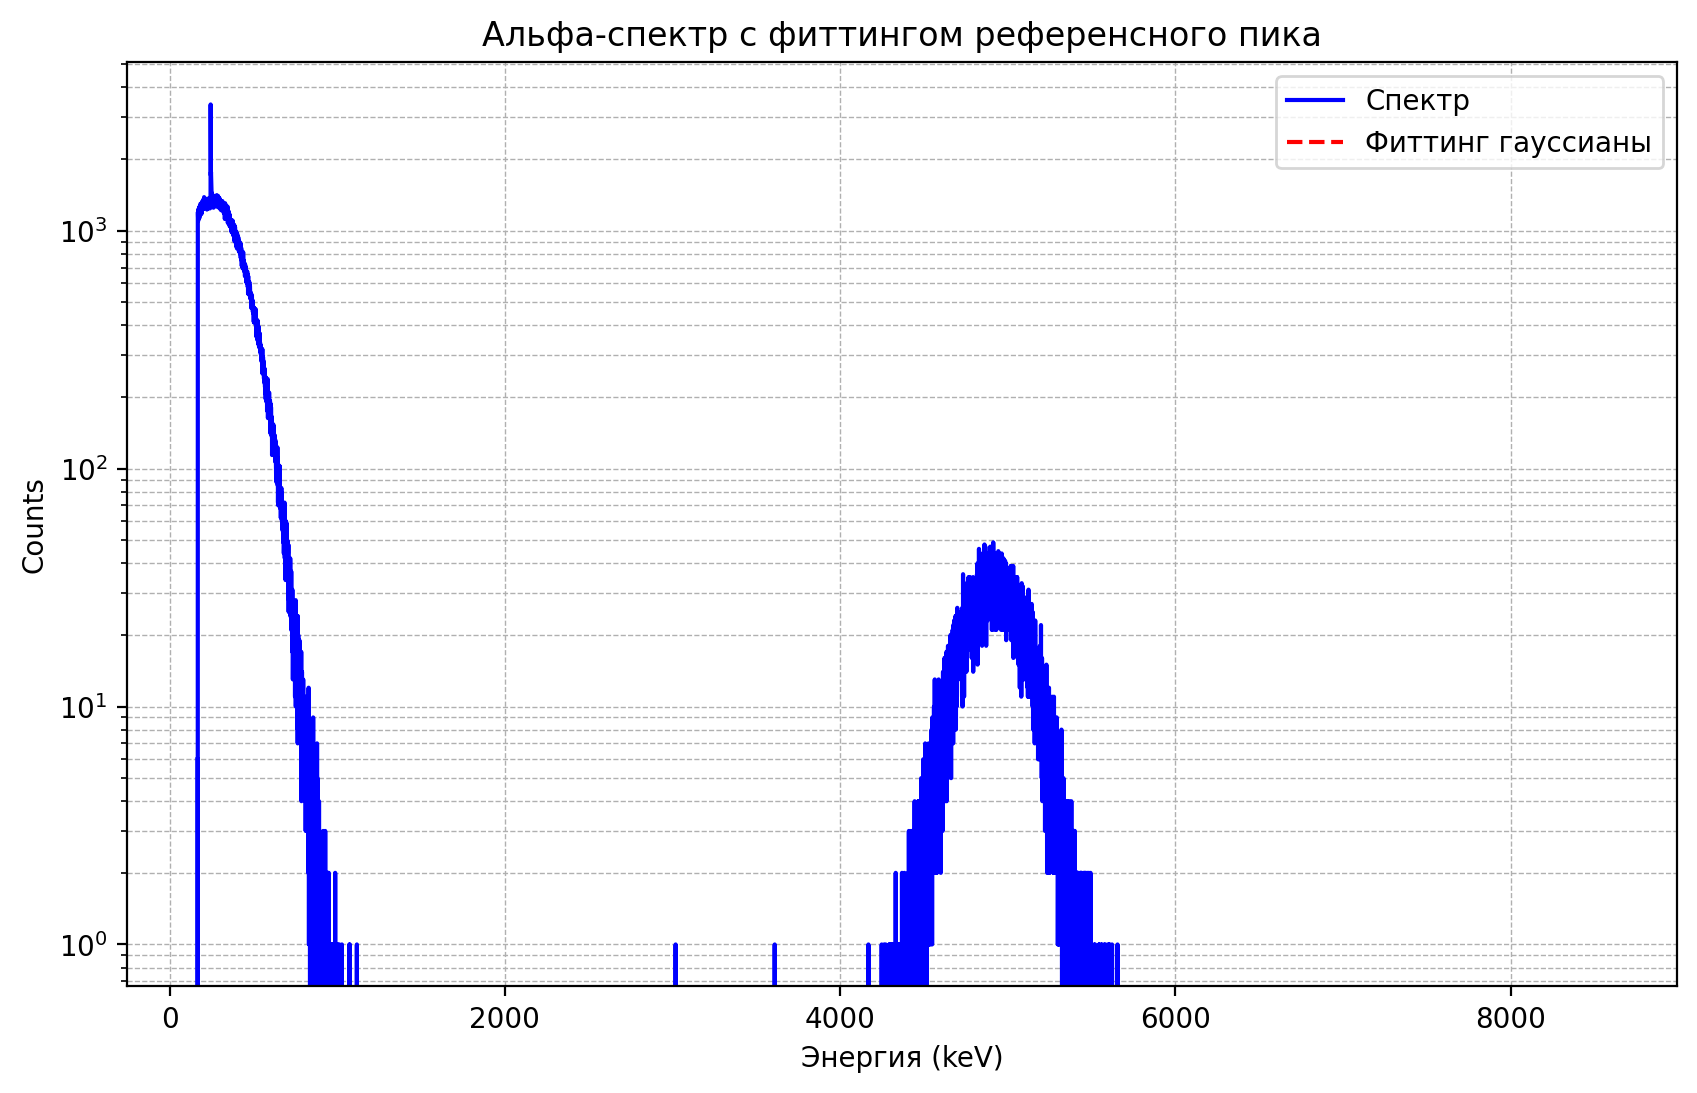 Альфа-спектр с фиттингом референсного пика
Спектр
Фиттинг гауссианы
10³
10²
10¹
10⁰
Counts
0 2000 4000 6000 8000
Энергия (keV)